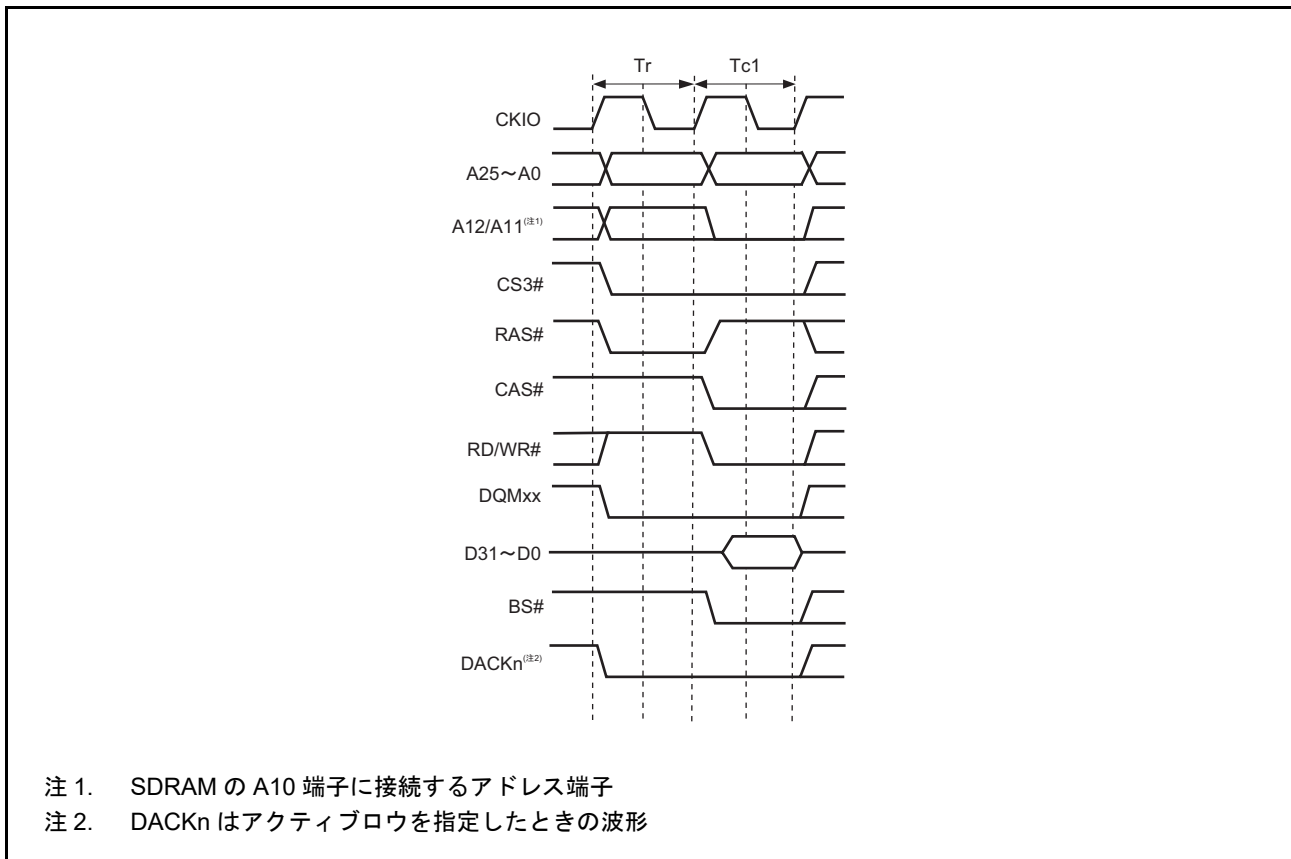 Tr Tc1
CKIO
A25～A0
A12/A11(注1)
CS3#
RAS#
CAS#
RD/WR#
DQMxx
D31～D0
BS#
DACKn(注2)
注 1. SDRAM の A10 端子に接続するアドレス端子
注 2. DACKn はアクティブロウを指定したときの波形